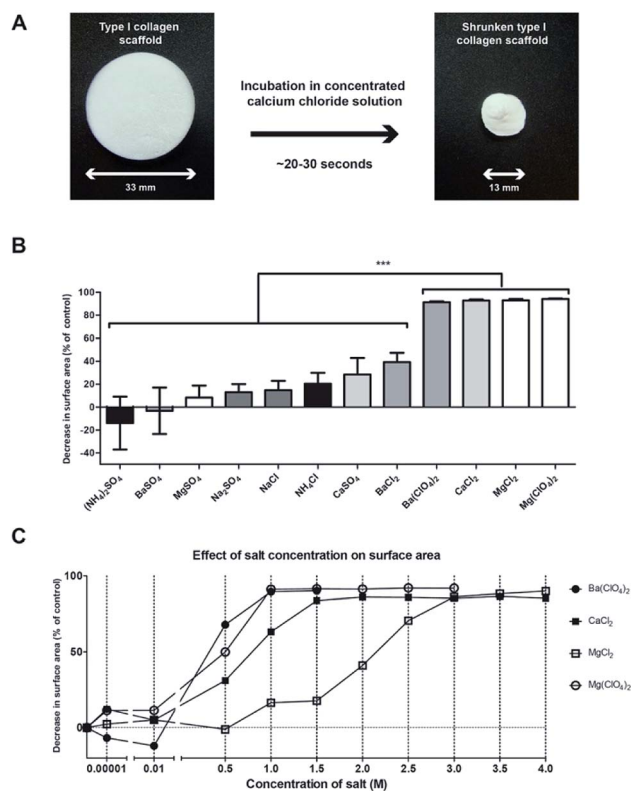 A
Type I collagen
scaffold
33 mm
Incubation in concentrated
calcium chloride solution
~20-30 seconds
Shrunken type I
collagen scaffold
13 mm
B
***
Decrease in surface area (% of control)
100
80
60
40
20
0
-20
-40
(NH₄)₂SO₄
BaSO₄
MgSO₄
Na₂SO₄
NaCl
NH₄Cl
CaSO₄
BaCl₂
Ba(ClO₄)₂
CaCl₂
MgCl₂
Mg(ClO₄)₂
C
Effect of salt concentration on surface area
Decrease in surface area (% of control)
100
50
0
0.00001 0.01 0.5 1.0 1.5 2.0 2.5 3.0 3.5 4.0
Concentration of salt (M)
Ba(ClO₄)₂
CaCl₂
MgCl₂
Mg(ClO₄)₂